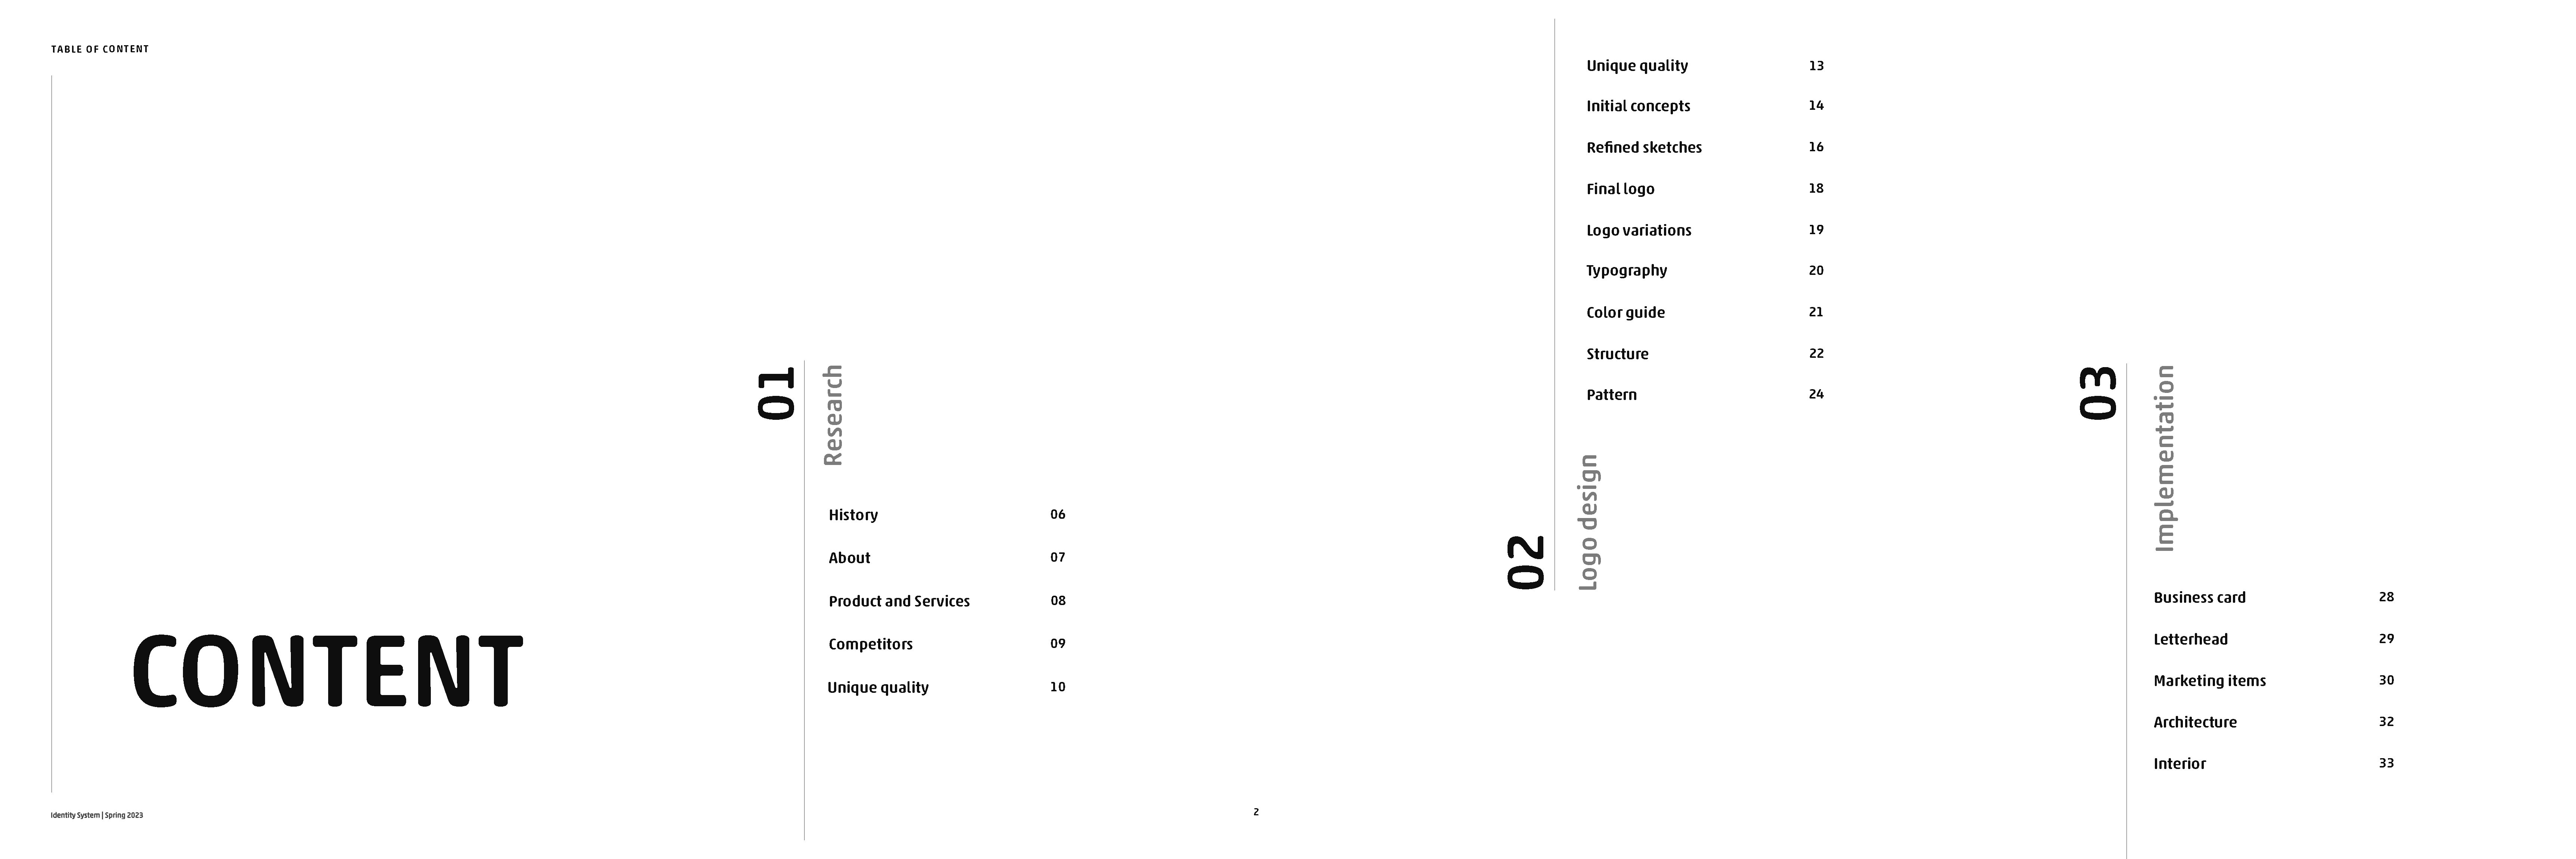 TABLE OF CONTENT
CONTENT
Identity System | Spring 2023
01
Research
History 06
About 07
Product and Services 08
Competitors 09
Unique quality 10
2
02
Logo design
Unique quality 13
Initial concepts 14
Refined sketches 16
Final logo 18
Logo variations 19
Typography 20
Color guide 21
Structure 22
Pattern 24
03
Implementation
Business card 28
Letterhead 29
Marketing items 30
Architecture 32
Interior 33